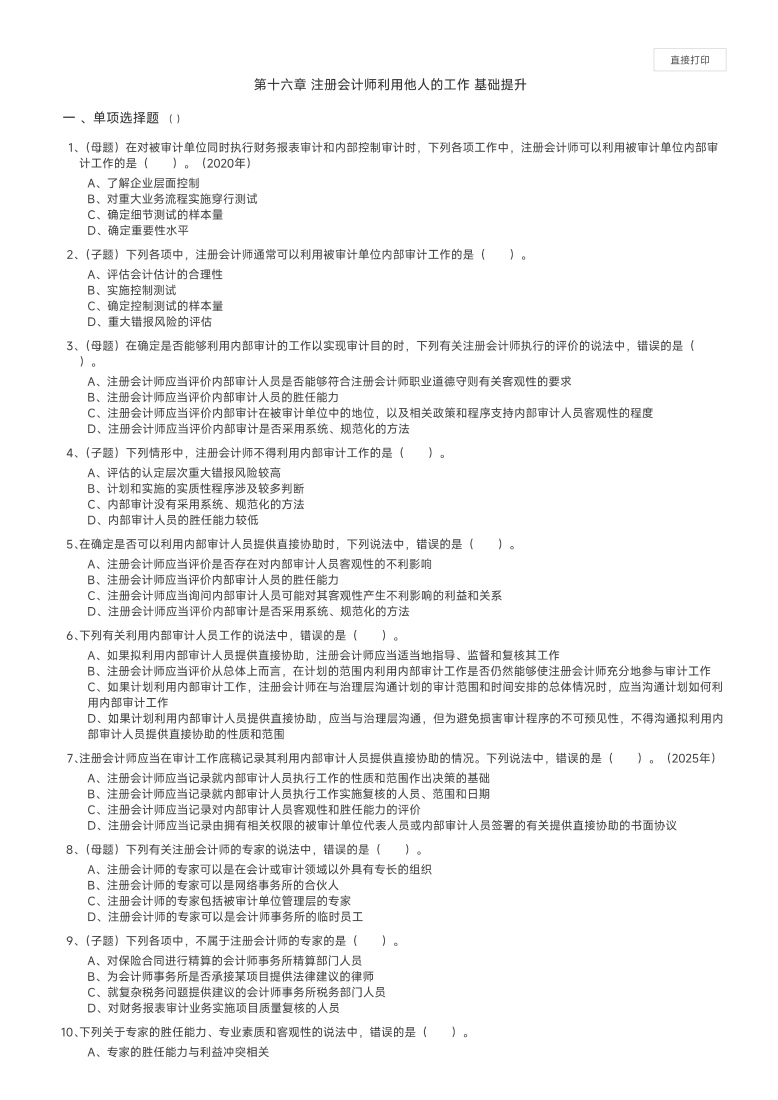 直接打印
第十六章 注册会计师利用他人的工作 基础提升
一 、单项选择题 （ ）
1、（母题）在对被审计单位同时执行财务报表审计和内部控制审计时，下列各项工作中，注册会计师可以利用被审计单位内部审
计工作的是（　　）。（2020年）
A、了解企业层面控制
B、对重大业务流程实施穿行测试
C、确定细节测试的样本量
D、确定重要性水平
2、（子题）下列各项中，注册会计师通常可以利用被审计单位内部审计工作的是（　　）。
A、评估会计估计的合理性
B、实施控制测试
C、确定控制测试的样本量
D、重大错报风险的评估
3、（母题）在确定是否能够利用内部审计的工作以实现审计目的时，下列有关注册会计师执行的评价的说法中，错误的是（
）。
A、注册会计师应当评价内部审计人员是否能够符合注册会计师职业道德守则有关客观性的要求
B、注册会计师应当评价内部审计人员的胜任能力
C、注册会计师应当评价内部审计在被审计单位中的地位，以及相关政策和程序支持内部审计人员客观性的程度
D、注册会计师应当评价内部审计是否采用系统、规范化的方法
4、（子题）下列情形中，注册会计师不得利用内部审计工作的是（　　）。
A、评估的认定层次重大错报风险较高
B、计划和实施的实质性程序涉及较多判断
C、内部审计没有采用系统、规范化的方法
D、内部审计人员的胜任能力较低
5、在确定是否可以利用内部审计人员提供直接协助时，下列说法中，错误的是（　　）。
A、注册会计师应当评价是否存在对内部审计人员客观性的不利影响
B、注册会计师应当评价内部审计人员的胜任能力
C、注册会计师应当询问内部审计人员可能对其客观性产生不利影响的利益和关系
D、注册会计师应当评价内部审计是否采用系统、规范化的方法
6、下列有关利用内部审计人员工作的说法中，错误的是（　　）。
A、如果拟利用内部审计人员提供直接协助，注册会计师应当适当地指导、监督和复核其工作
B、注册会计师应当评价从总体上而言，在计划的范围内利用内部审计工作是否仍然能够使注册会计师充分地参与审计工作
C、如果计划利用内部审计工作，注册会计师在与治理层沟通计划的审计范围和时间安排的总体情况时，应当沟通计划如何利
用内部审计工作
D、如果计划利用内部审计人员提供直接协助，应当与治理层沟通，但为避免损害审计程序的不可预见性，不得沟通拟利用内
部审计人员提供直接协助的性质和范围
7、注册会计师应当在审计工作底稿记录其利用内部审计人员提供直接协助的情况。下列说法中，错误的是（　　）。（2025年）
A、注册会计师应当记录就内部审计人员执行工作的性质和范围作出决策的基础
B、注册会计师应当记录就内部审计人员执行工作实施复核的人员、范围和日期
C、注册会计师应当记录对内部审计人员客观性和胜任能力的评价
D、注册会计师应当记录由拥有相关权限的被审计单位代表人员或内部审计人员签署的有关提供直接协助的书面协议
8、（母题）下列有关注册会计师的专家的说法中，错误的是（　　）。
A、注册会计师的专家可以是在会计或审计领域以外具有专长的组织
B、注册会计师的专家可以是网络事务所的合伙人
C、注册会计师的专家包括被审计单位管理层的专家
D、注册会计师的专家可以是会计师事务所的临时员工
9、（子题）下列各项中，不属于注册会计师的专家的是（　　）。
A、对保险合同进行精算的会计师事务所精算部门人员
B、为会计师事务所是否承接某项目提供法律建议的律师
C、就复杂税务问题提供建议的会计师事务所税务部门人员
D、对财务报表审计业务实施项目质量复核的人员
10、下列关于专家的胜任能力、专业素质和客观性的说法中，错误的是（　　）。
A、专家的胜任能力与利益冲突相关